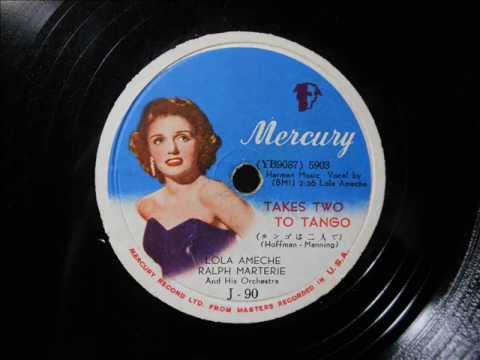 Mercury
(YB9087) 5903
Harman Music Vocal by
(BMI) 2:36 Lola Ameche
TAKES TWO
TO TANGO
(タンゴは二人で)
(Hoffman-Manning)
LOLA AMECHE
RALPH MARTERIE
And His Orchestra
J-90
MERCURY RECORD LTD. FROM MASTERS RECORDED IN U.S.A.